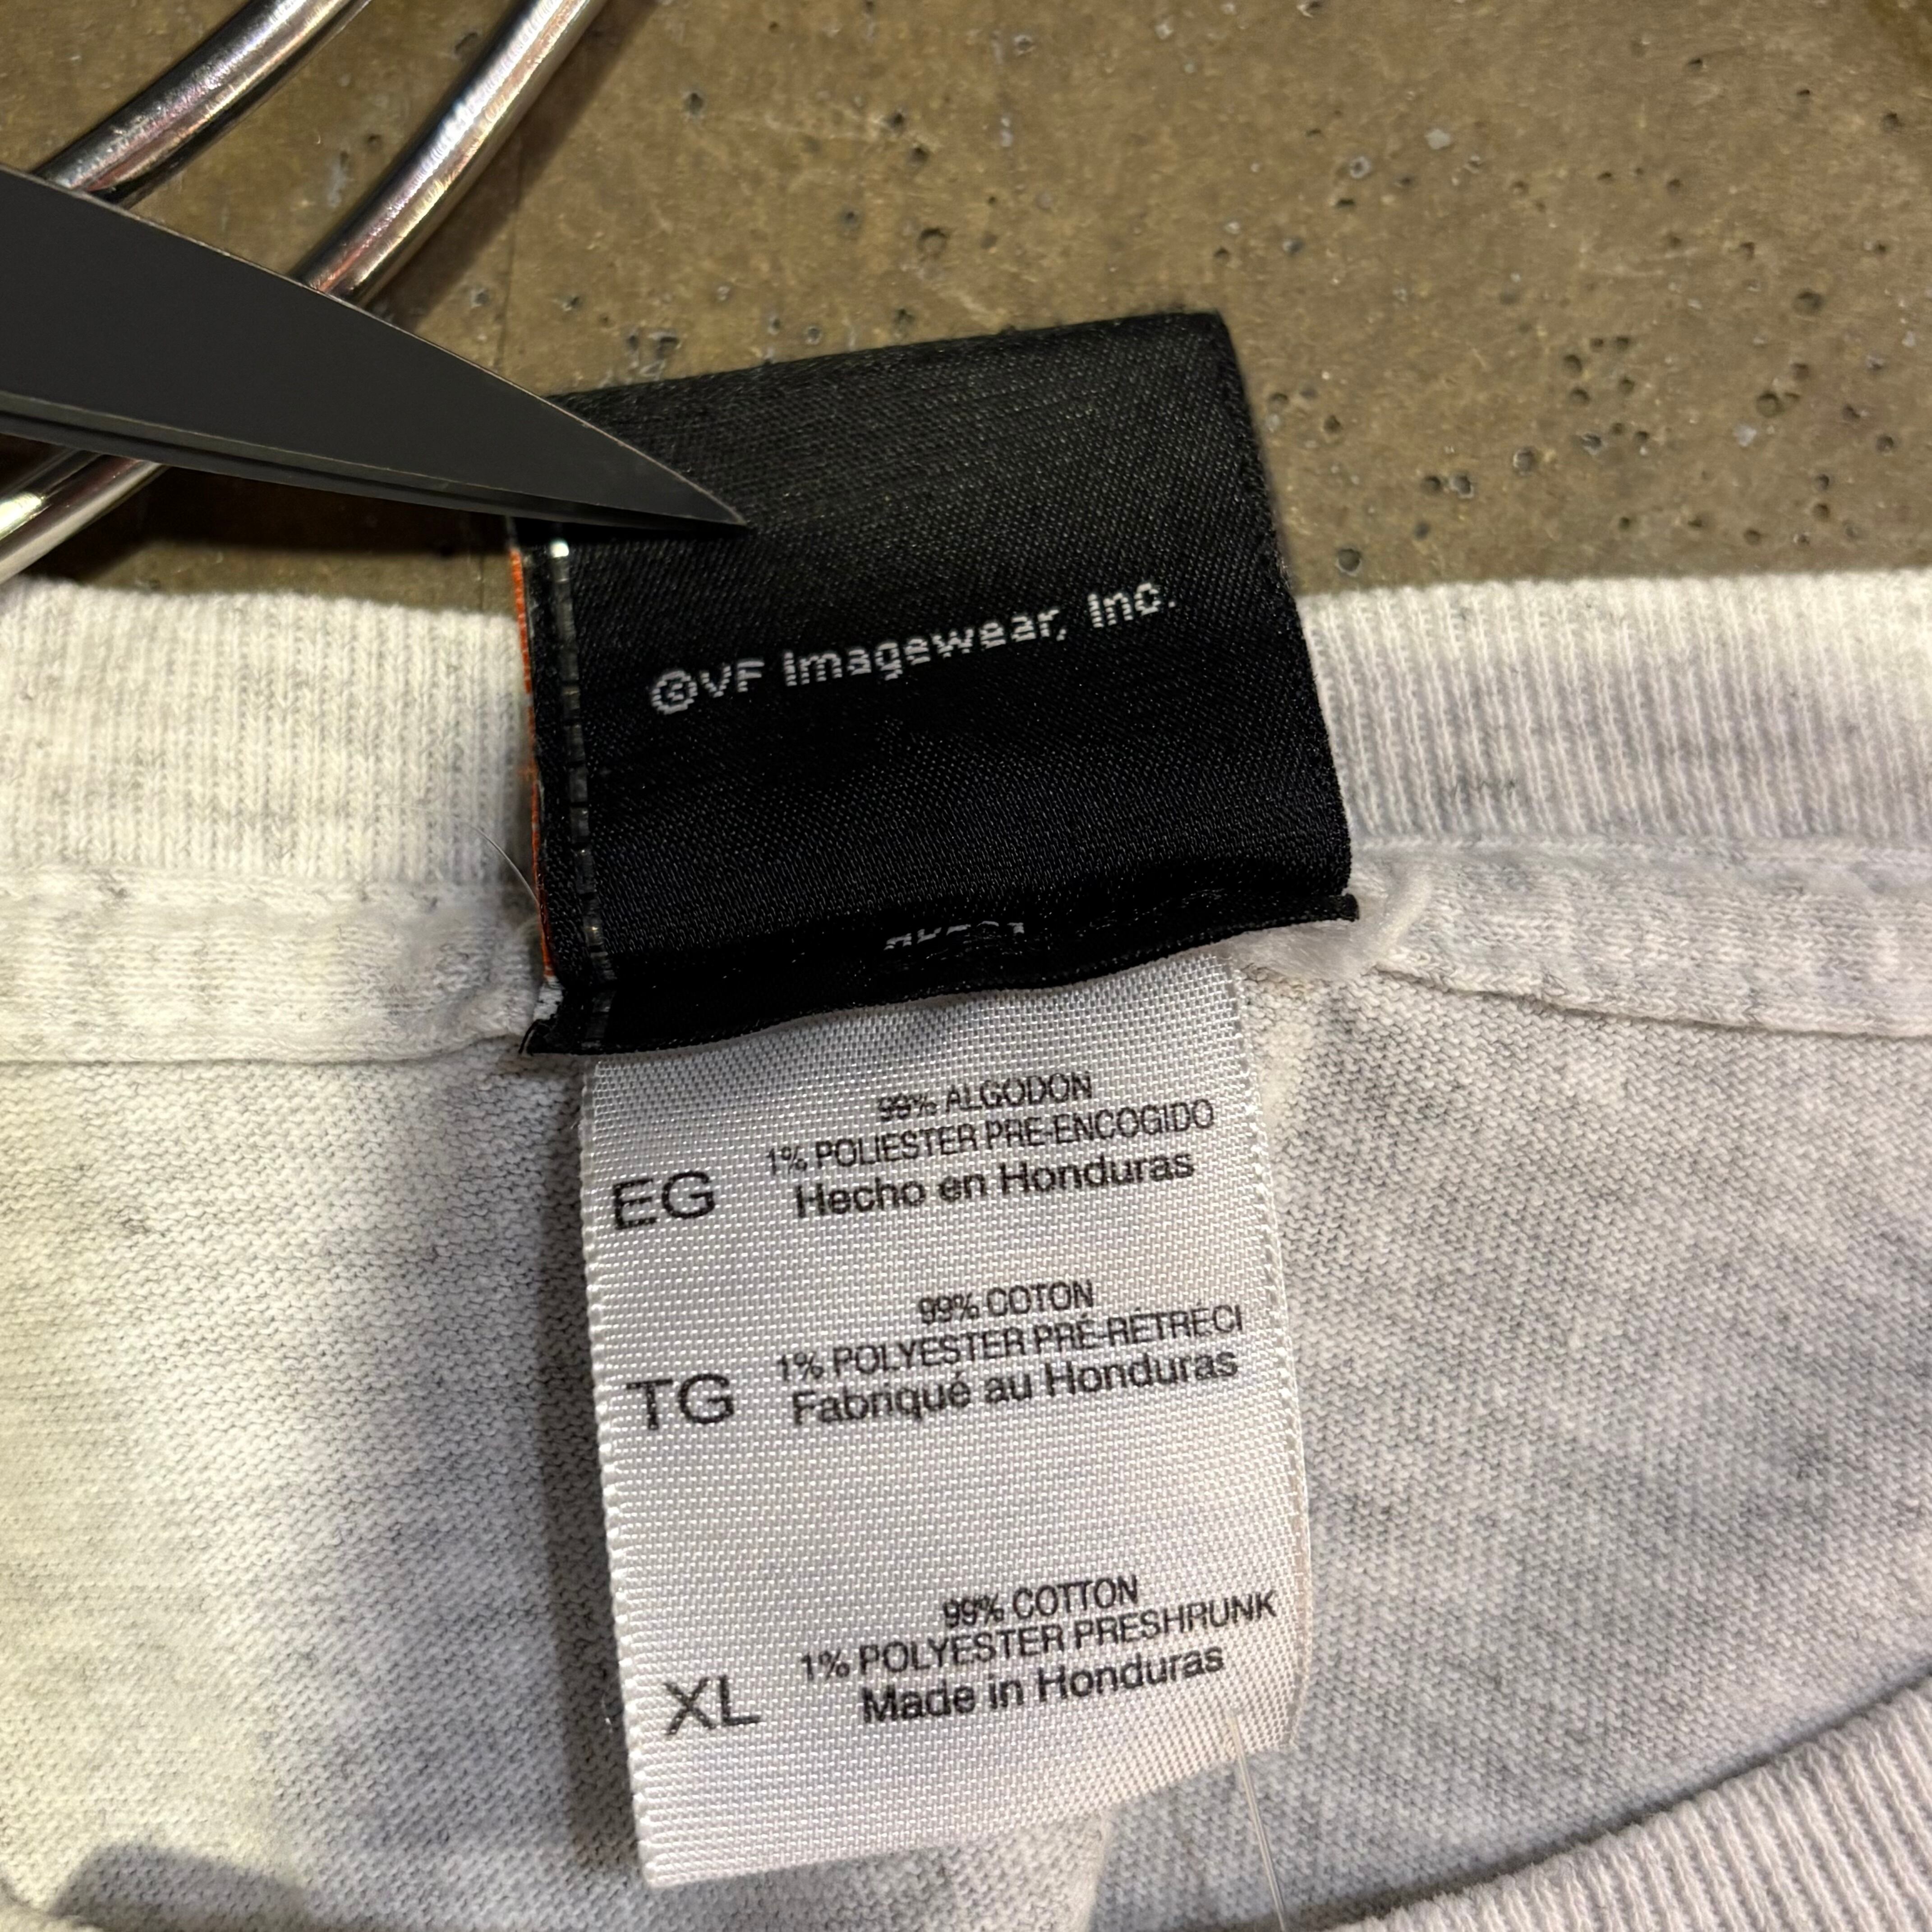 ©VF Imagewear, Inc.
99% ALGODON
1% POLIESTER PRE-ENCOGIDO
EG Hecho en Honduras
99% COTON
1% POLYESTER PRÉ-RÉTRÉCI
TG Fabriqué au Honduras
99% COTTON
1% POLYESTER PRESHRUNK
XL Made in Honduras